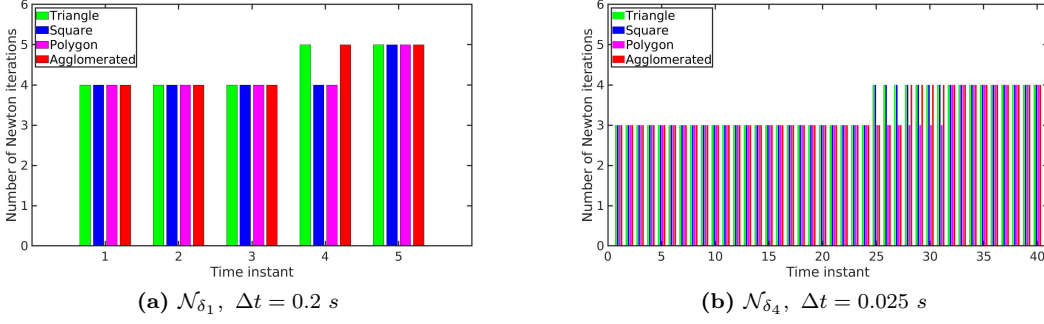 6
5
4
3
2
1
0
Number of Newton iterations
Triangle
Square
Polygon
Agglomerated
1 2 3 4 5
Time instant
(a) 𝒩δ₁, Δt = 0.2 s
6
5
4
3
2
1
0
Number of Newton iterations
Triangle
Square
Polygon
Agglomerated
0 5 10 15 20 25 30 35 40
Time instant
(b) 𝒩δ₄, Δt = 0.025 s